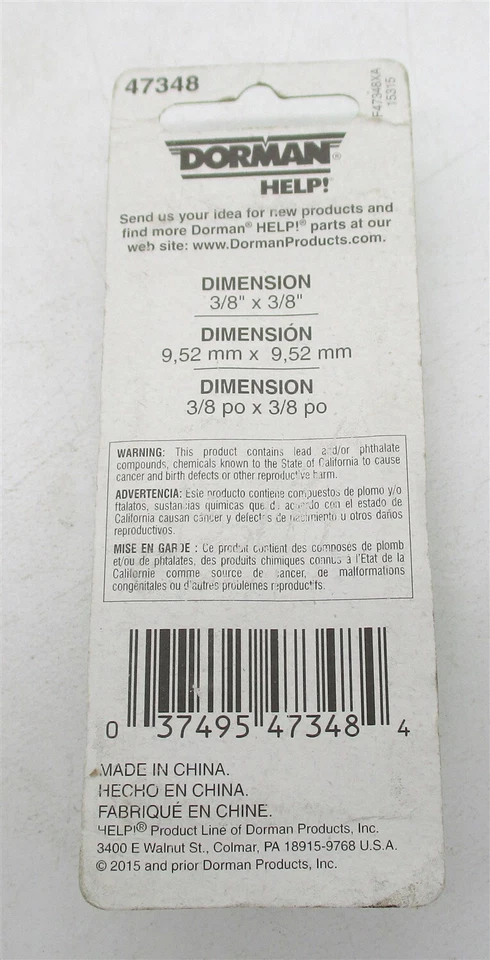 47348
F47348XA
15315
DORMAN®
HELP!
Send us your idea for new products and
find more Dorman® HELP!® parts at our
web site: www.DormanProducts.com.
DIMENSION
3/8" x 3/8"
DIMENSIÓN
9,52 mm x 9,52 mm
DIMENSION
3/8 po x 3/8 po
WARNING: This product contains lead and/or phthalate
compounds, chemicals known to the State of California to cause
cancer and birth defects or other reproductive harm.
ADVERTENCIA: Este producto contiene compuestos de plomo y/o
ftalatos, sustancias químicas que de acuerdo con el estado de
California causan cáncer y defectos de nacimiento u otros daños
reproductivos.
MISE EN GARDE : Ce produit contient des composes de plomb
et/ou de phtalates, des produits chimiques connus à l'Etat de la
Californie comme source de cancer, de malformations
congénitales ou d'autres problemes reproductifs.
0 37495 47348 4
MADE IN CHINA.
HECHO EN CHINA.
FABRIQUÉ EN CHINE.
HELP!® Product Line of Dorman Products, Inc.
3400 E Walnut St., Colmar, PA 18915-9768 U.S.A.
© 2015 and prior Dorman Products, Inc.